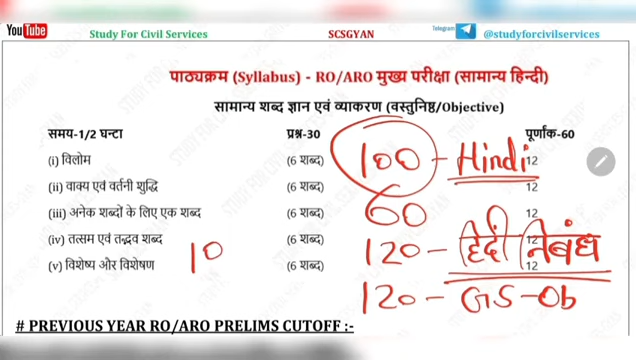 YouTube Study For Civil Services SCSGYAN Telegram @studyforcivilservices
पाठ्यक्रम (Syllabus) - RO/ARO मुख्य परीक्षा (सामान्य हिन्दी)
सामान्य शब्द ज्ञान एवं व्याकरण (वस्तुनिष्ठ/Objective)
समय-1/2 घन्टा प्रश्न-30 पूर्णांक-60
(i) विलोम (6 शब्द) 100 - Hindi 12
(ii) वाक्य एवं वर्तनी शुद्धि (6 शब्द) 12
(iii) अनेक शब्दों के लिए एक शब्द (6 शब्द) 60 12
(iv) तत्सम एवं तद्भव शब्द (6 शब्द) 120 - हिंदी निबंध 12
(v) विशेष्य और विशेषण 10 (6 शब्द) 12
120 - GS-Ob
# PREVIOUS YEAR RO/ARO PRELIMS CUTOFF :-